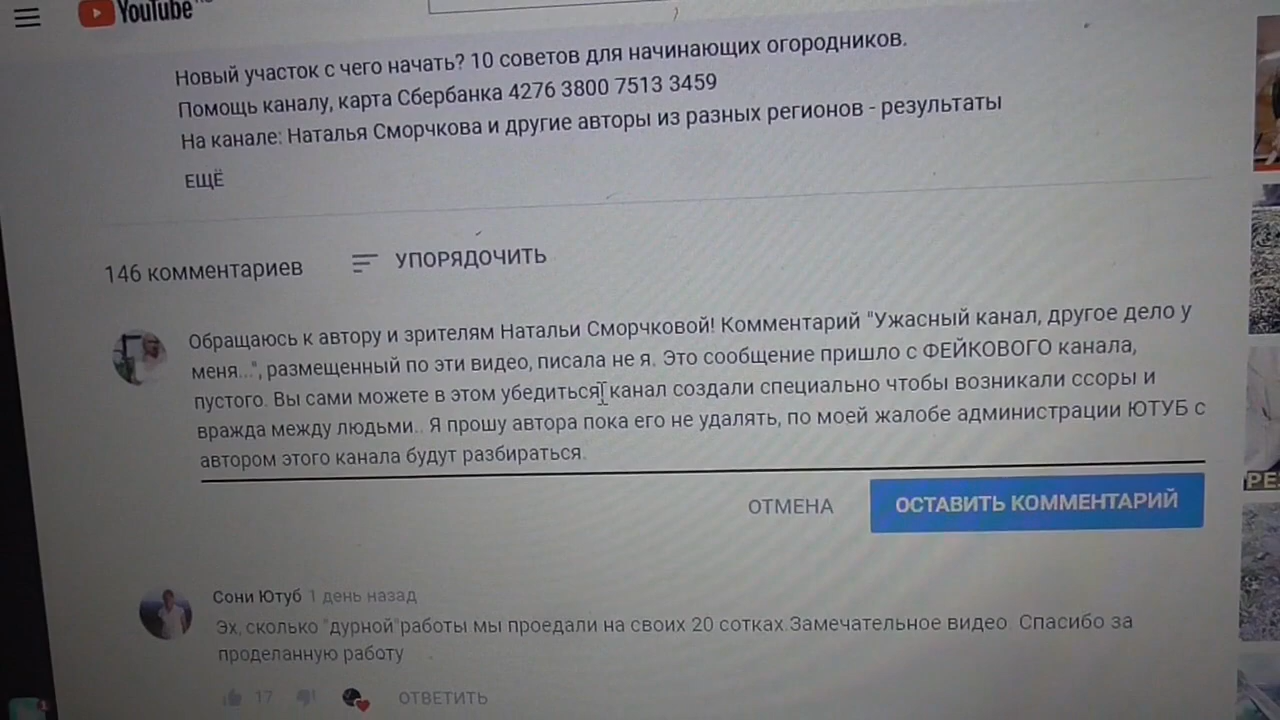 YouTube
Новый участок с чего начать? 10 советов для начинающих огородников.
Помощь каналу, карта Сбербанка 4276 3800 7513 3459
На канале: Наталья Сморчкова и другие авторы из разных регионов - результаты
ЕЩЁ
146 комментариев
УПОРЯДОЧИТЬ
Обращаюсь к автору и зрителям Натальи Сморчковой! Комментарий "Ужасный канал, другое дело у
меня...", размещенный по эти видео, писала не я. Это сообщение пришло с ФЕЙКОВОГО канала,
пустого. Вы сами можете в этом убедиться, канал создали специально чтобы возникали ссоры и
вражда между людьми.. Я прошу автора пока его не удалять, по моей жалобе администрации ЮТУБ с
автором этого канала будут разбираться.
ОТМЕНА
ОСТАВИТЬ КОММЕНТАРИЙ
Сони Ютуб 1 день назад
Эх, сколько "дурной"работы мы проедали на своих 20 сотках.Замечательное видео. Спасибо за
проделанную работу
17
ОТВЕТИТЬ
РЕ